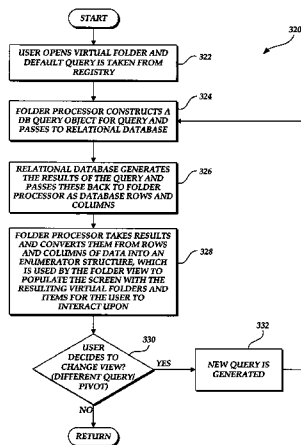 START
320
USER OPENS VIRTUAL FOLDER AND
DEFAULT QUERY IS TAKEN FROM
REGISTRY
322
FOLDER PROCESSOR CONSTRUCTS A
DB QUERY OBJECT FOR QUERY AND
PASSES TO RELATIONAL DATABASE
324
RELATIONAL DATABASE GENERATES
THE RESULTS OF THE QUERY AND
PASSES THESE BACK TO FOLDER
PROCESSOR AS DATABASE ROWS AND
COLUMNS
326
FOLDER PROCESSOR TAKES RESULTS
AND CONVERTS THEM FROM ROWS
AND COLUMNS OF DATA INTO AN
ENUMERATOR STRUCTURE, WHICH
IS USED BY THE FOLDER VIEW TO
POPULATE THE SCREEN WITH THE
RESULTING VIRTUAL FOLDERS AND
ITEMS FOR THE USER TO
INTERACT UPON
328
USER
DECIDES TO
CHANGE VIEW?
(DIFFERENT QUERY/
PIVOT)
330
YES
NEW QUERY IS
GENERATED
332
NO
RETURN